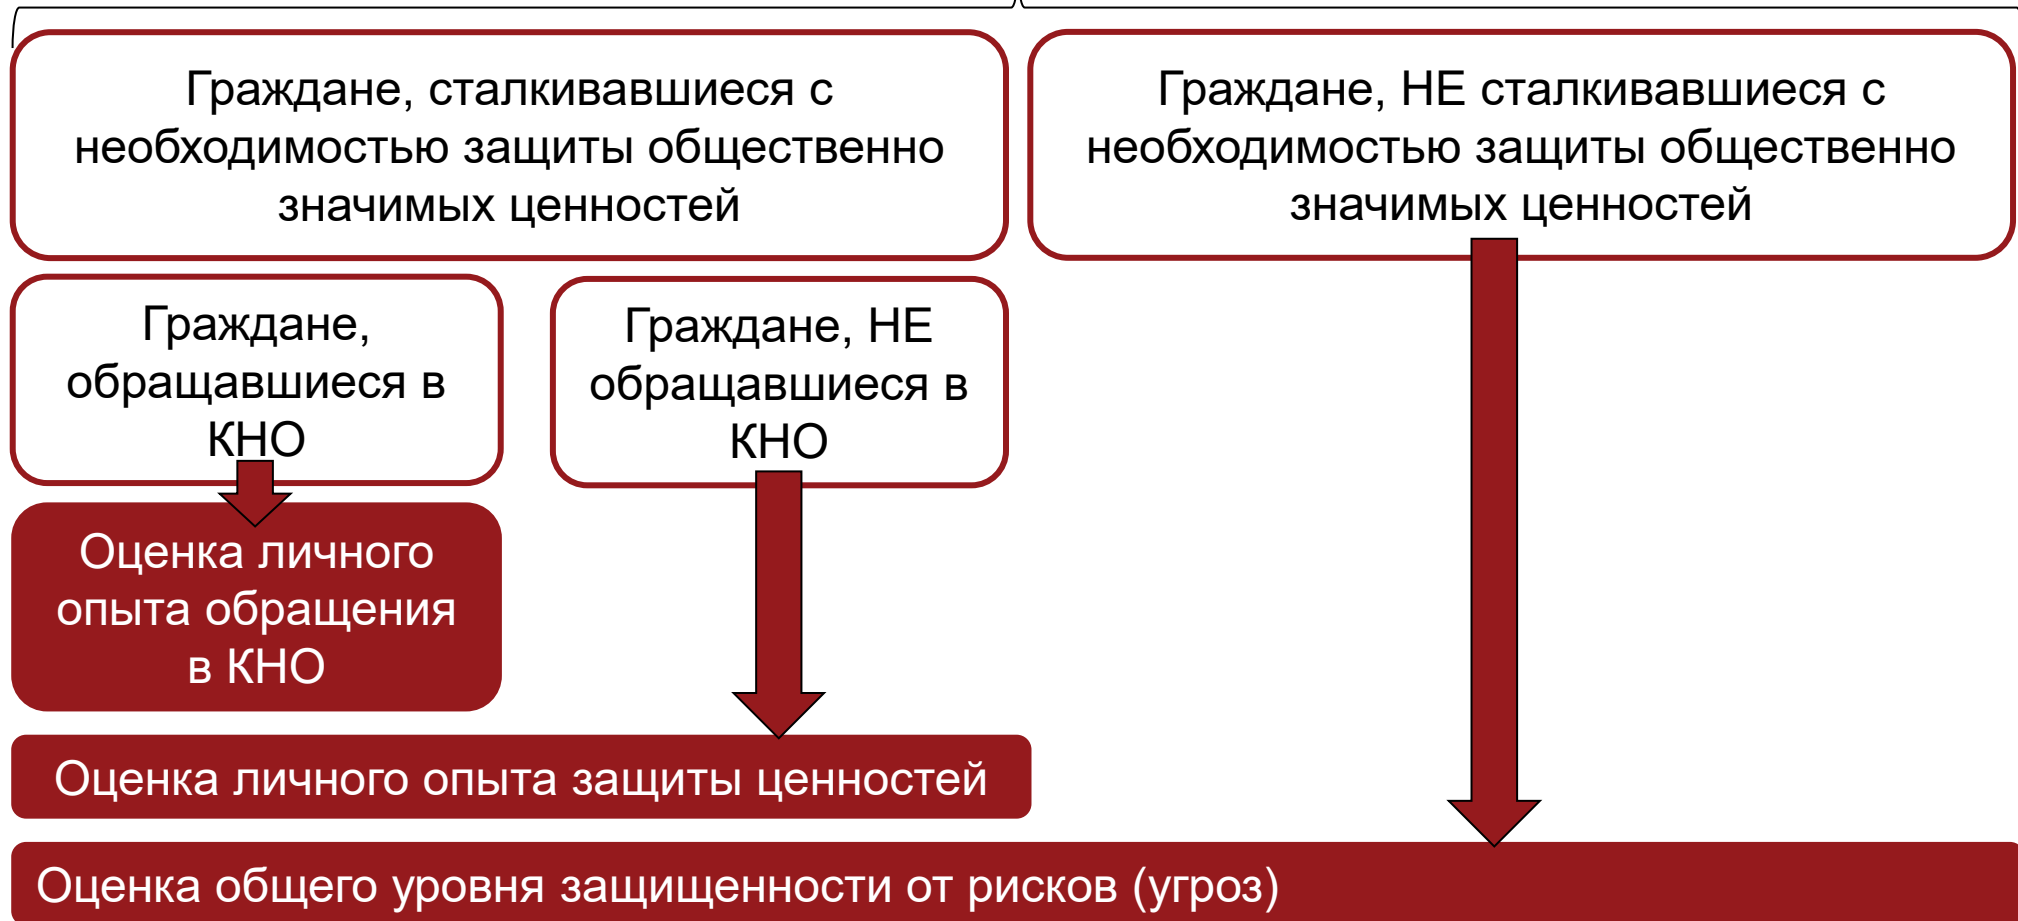 Граждане, сталкивавшиеся с
необходимостью защиты общественно
значимых ценностей
Граждане, НЕ сталкивавшиеся с
необходимостью защиты общественно
значимых ценностей
Граждане,
обращавшиеся в
КНО
Граждане, НЕ
обращавшиеся в
КНО
Оценка личного
опыта обращения
в КНО
Оценка личного опыта защиты ценностей
Оценка общего уровня защищенности от рисков (угроз)